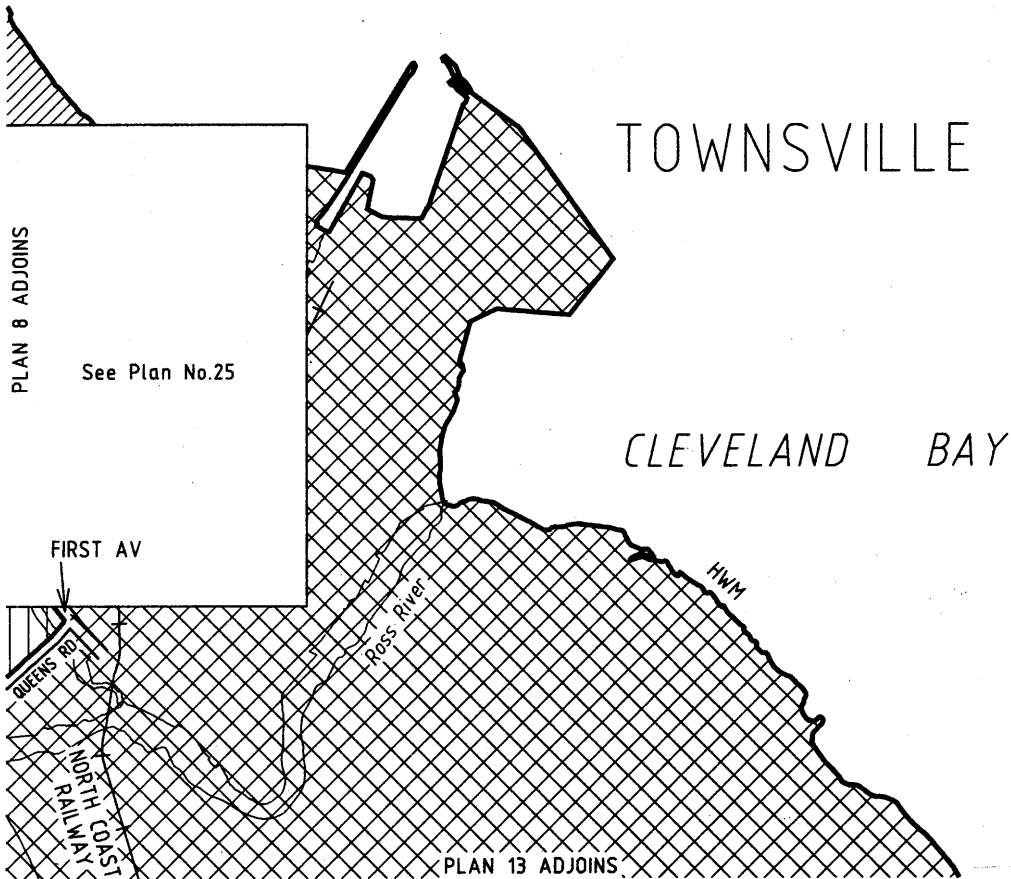 TOWNSVILLE
PLAN 8 ADJOINS
See Plan No.25
CLEVELAND BAY
FIRST AV
HWM
Ross River
QUEENS RD
NORTH COAST
RAILWAY
PLAN 13 ADJOINS